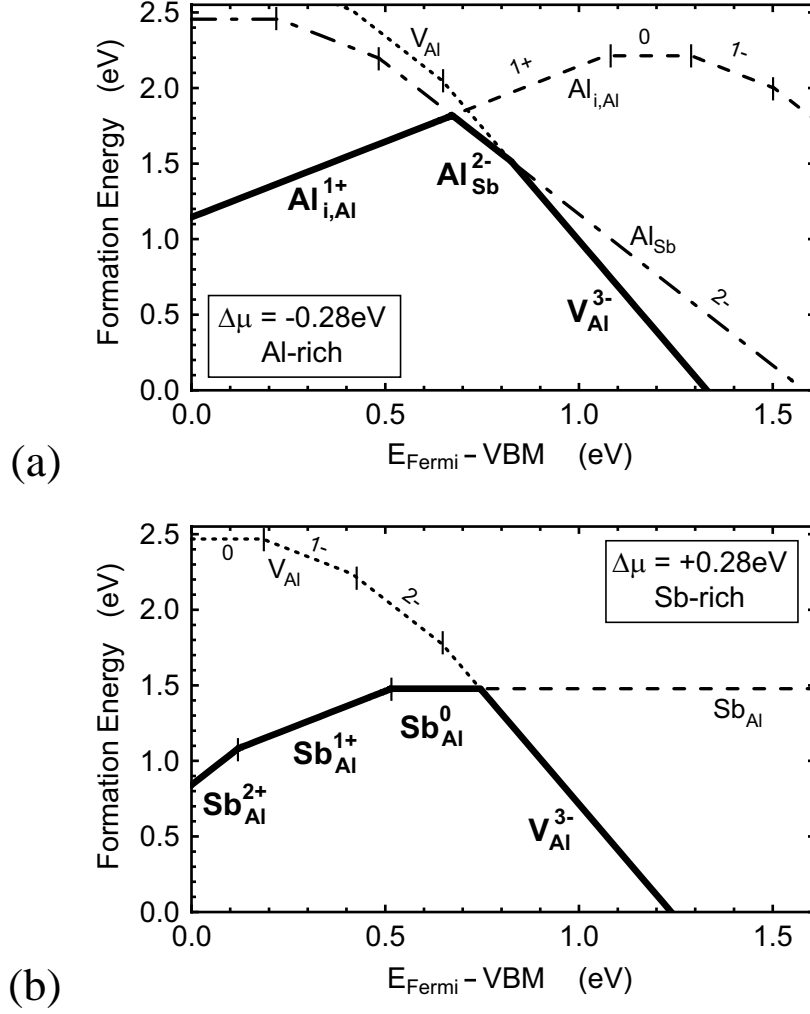 2.5
2.0
1.5
1.0
0.5
0.0
Formation Energy (eV)
V_Al
1+
0
1-
Al_i,Al
Al_i,Al^1+
Al_Sb^2-
Al_Sb
2-
V_Al^3-
Δμ = -0.28eV
Al-rich
0.0 0.5 1.0 1.5
E_Fermi – VBM (eV)
(a)
2.5
2.0
1.5
1.0
0.5
0.0
Formation Energy (eV)
0
1-
V_Al
2-
Δμ = +0.28eV
Sb-rich
Sb_Al^2+
Sb_Al^1+
Sb_Al^0
Sb_Al
V_Al^3-
0.0 0.5 1.0 1.5
E_Fermi – VBM (eV)
(b)